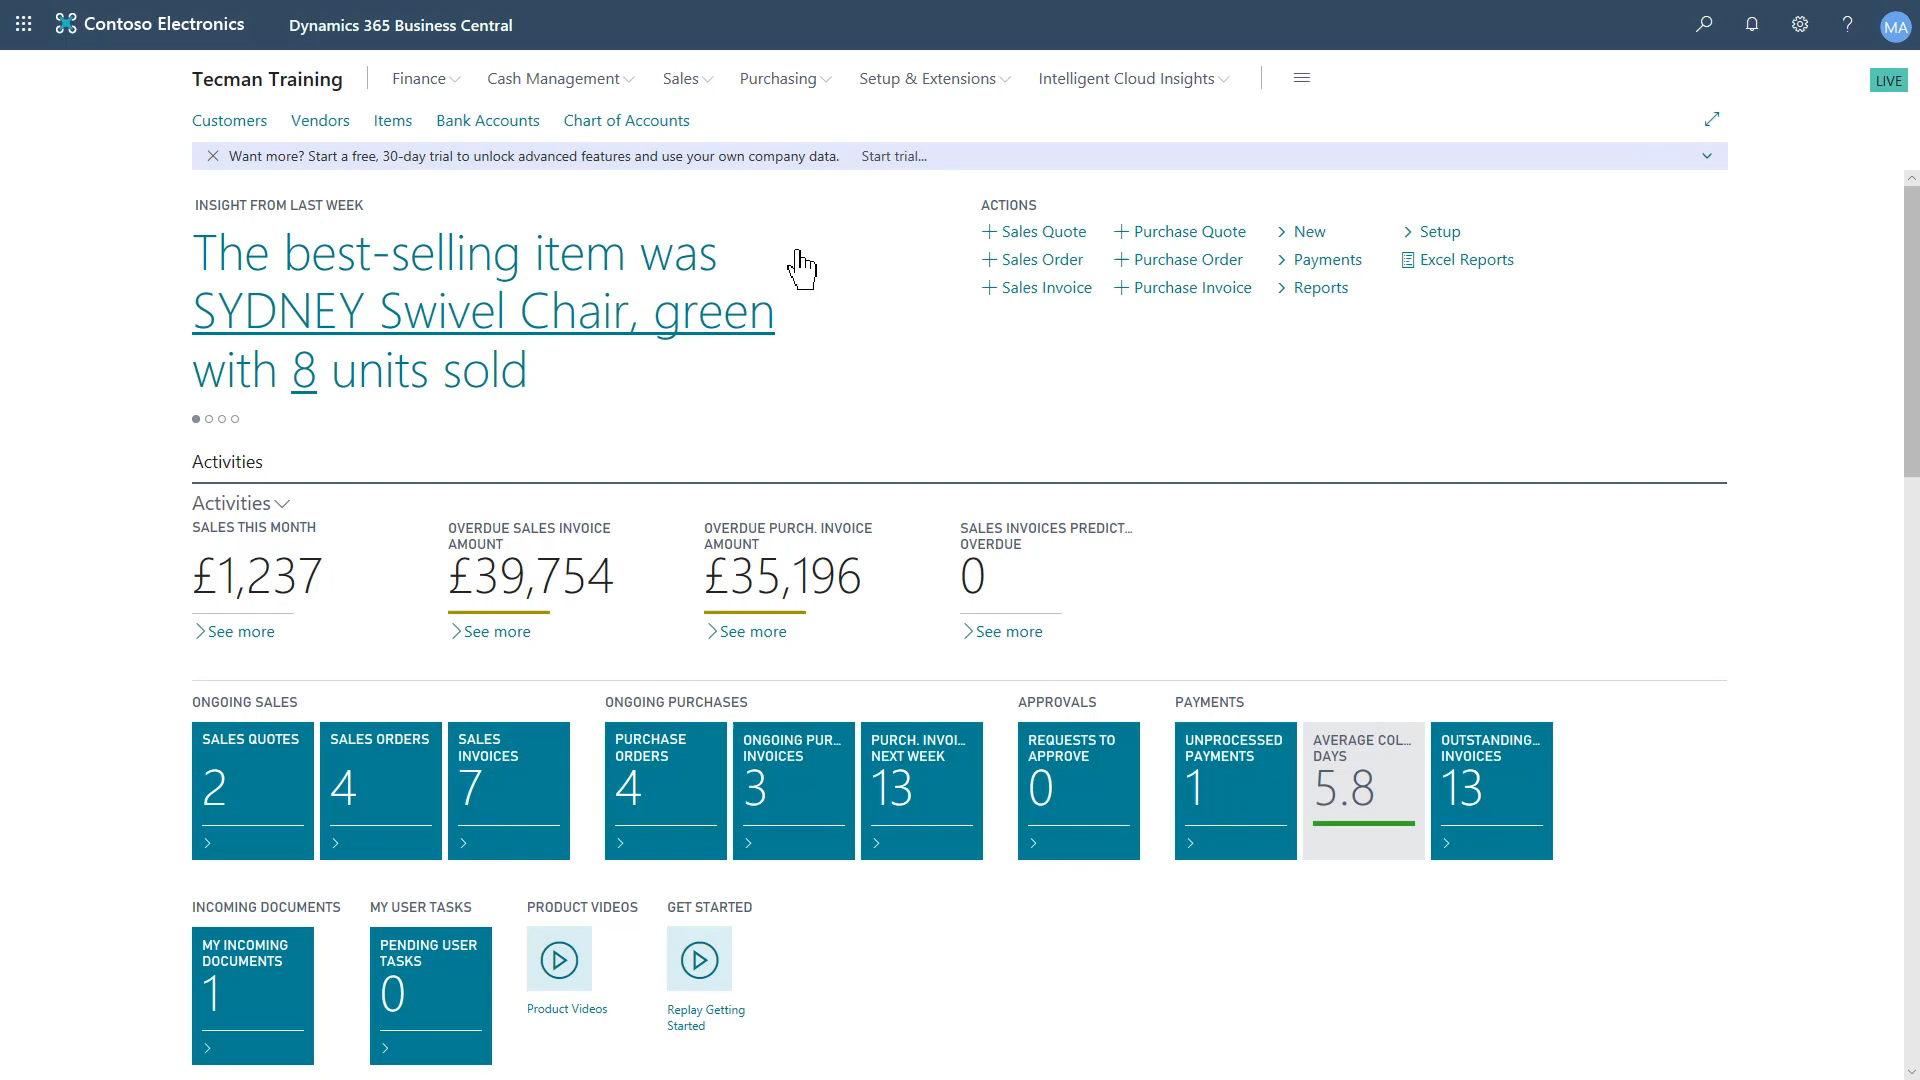 Contoso Electronics
Dynamics 365 Business Central
MA
Tecman Training
Finance
Cash Management
Sales
Purchasing
Setup & Extensions
Intelligent Cloud Insights
LIVE
Customers
Vendors
Items
Bank Accounts
Chart of Accounts
Want more? Start a free, 30-day trial to unlock advanced features and use your own company data.
Start trial...
INSIGHT FROM LAST WEEK
The best-selling item was
SYDNEY Swivel Chair, green
with 8 units sold
ACTIONS
Sales Quote
Purchase Quote
New
Setup
Sales Order
Purchase Order
Payments
Excel Reports
Sales Invoice
Purchase Invoice
Reports
Activities
Activities
SALES THIS MONTH
£1,237
See more
OVERDUE SALES INVOICE
AMOUNT
£39,754
See more
OVERDUE PURCH. INVOICE
AMOUNT
£35,196
See more
SALES INVOICES PREDICT...
OVERDUE
0
See more
ONGOING SALES
SALES QUOTES
2
SALES ORDERS
4
SALES
INVOICES
7
ONGOING PURCHASES
PURCHASE
ORDERS
4
ONGOING PUR...
INVOICES
3
PURCH. INVOI...
NEXT WEEK
13
APPROVALS
REQUESTS TO
APPROVE
0
PAYMENTS
UNPROCESSED
PAYMENTS
1
AVERAGE COL...
DAYS
5.8
OUTSTANDING...
INVOICES
13
INCOMING DOCUMENTS
MY INCOMING
DOCUMENTS
1
MY USER TASKS
PENDING USER
TASKS
0
PRODUCT VIDEOS
Product Videos
GET STARTED
Replay Getting
Started